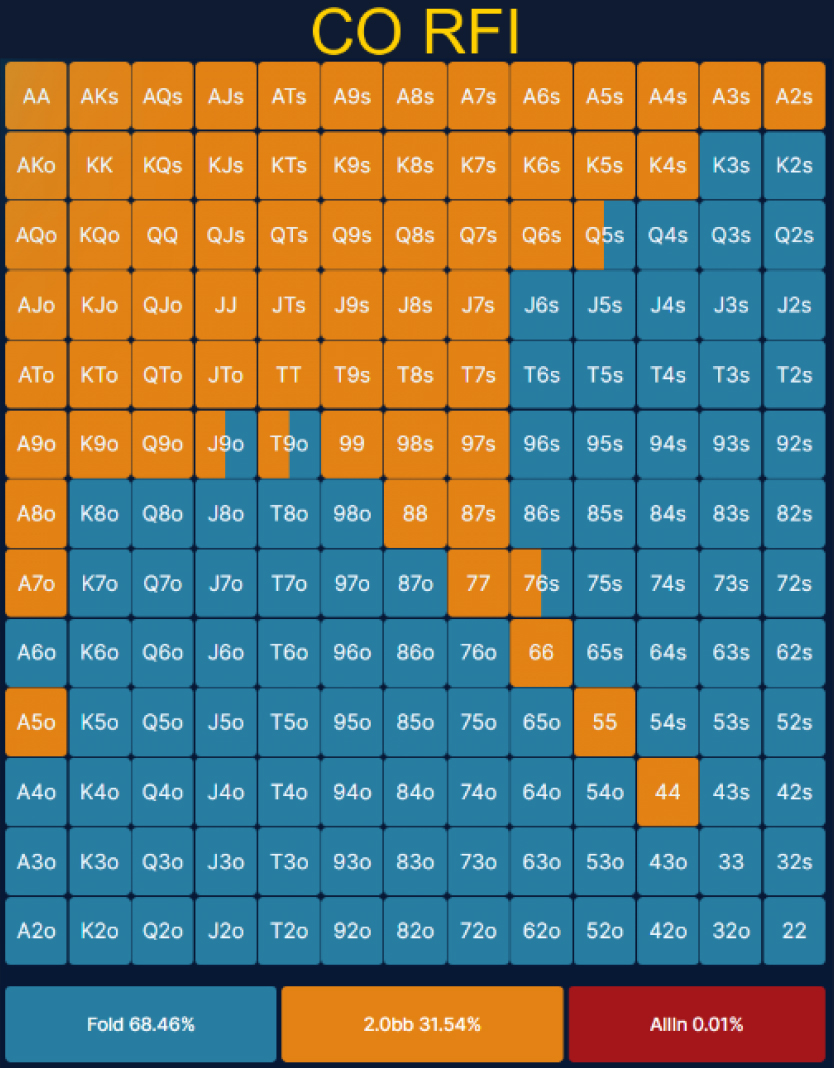 CO RFI
AA AKs AQs AJs ATs A9s A8s A7s A6s A5s A4s A3s A2s
AKo KK KQs KJs KTs K9s K8s K7s K6s K5s K4s K3s K2s
AQo KQo QQ QJs QTs Q9s Q8s Q7s Q6s Q5s Q4s Q3s Q2s
AJo KJo QJo JJ JTs J9s J8s J7s J6s J5s J4s J3s J2s
ATo KTo QTo JTo TT T9s T8s T7s T6s T5s T4s T3s T2s
A9o K9o Q9o J9o T9o 99 98s 97s 96s 95s 94s 93s 92s
A8o K8o Q8o J8o T8o 98o 88 87s 86s 85s 84s 83s 82s
A7o K7o Q7o J7o T7o 97o 87o 77 76s 75s 74s 73s 72s
A6o K6o Q6o J6o T6o 96o 86o 76o 66 65s 64s 63s 62s
A5o K5o Q5o J5o T5o 95o 85o 75o 65o 55 54s 53s 52s
A4o K4o Q4o J4o T4o 94o 84o 74o 64o 54o 44 43s 42s
A3o K3o Q3o J3o T3o 93o 83o 73o 63o 53o 43o 33 32s
A2o K2o Q2o J2o T2o 92o 82o 72o 62o 52o 42o 32o 22
Fold 68.46% 2.0bb 31.54% AllIn 0.01%